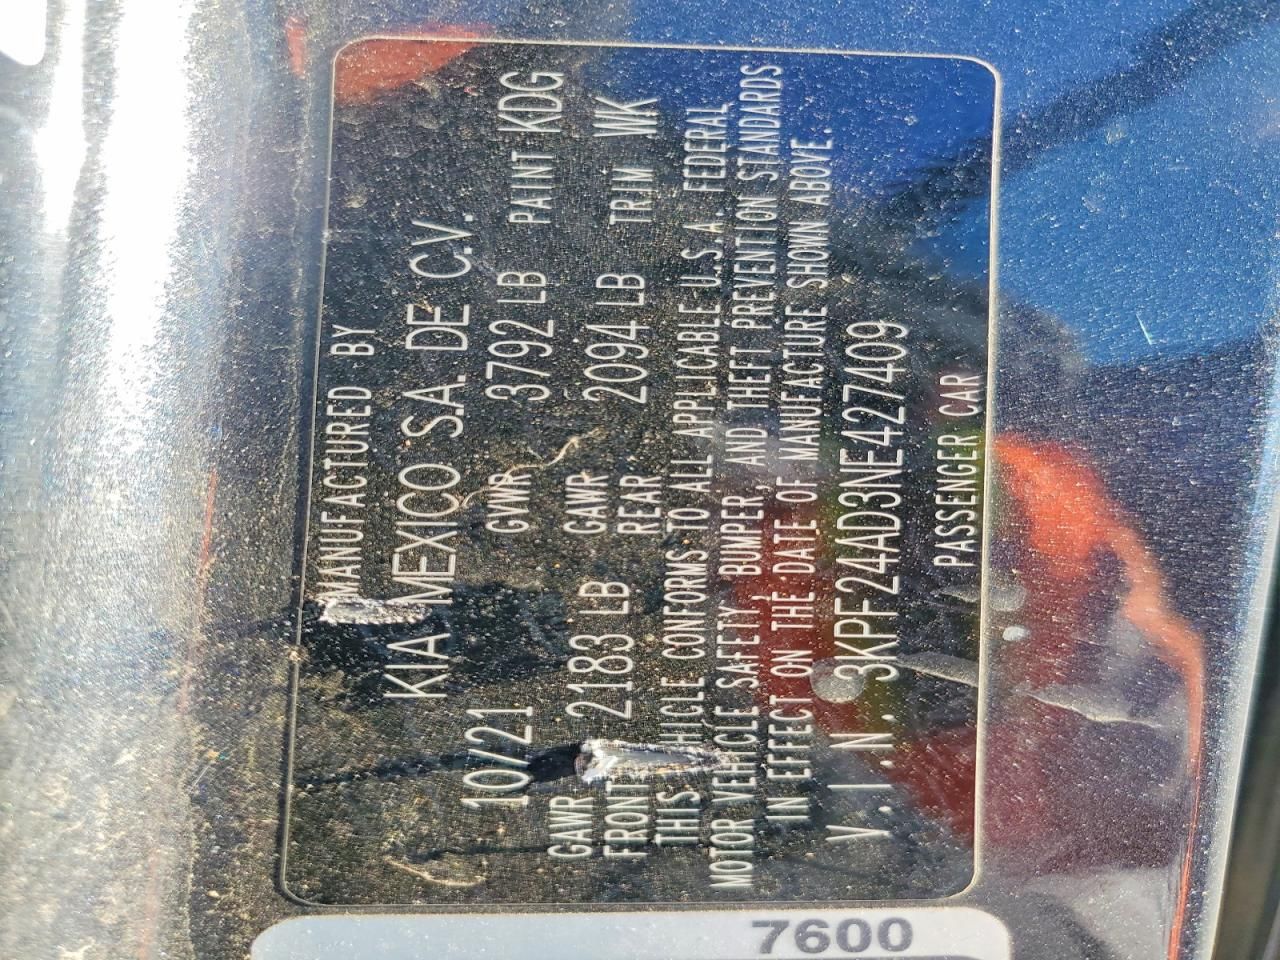 MANUFACTURED BY
KIA MEXICO S.A. DE C.V.
10/21 GVWR 3792 LB PAINT KDG
GAWR FRONT 2183 LB GAWR REAR 2094 LB TRIM WK
THIS VEHICLE CONFORMS TO ALL APPLICABLE U.S.A. FEDERAL
MOTOR VEHICLE SAFETY, BUMPER, AND THEFT PREVENTION STANDARDS
IN EFFECT ON THE DATE OF MANUFACTURE SHOWN ABOVE.
V.I.N. 3KPF24AD3NE427409
PASSENGER CAR
7600